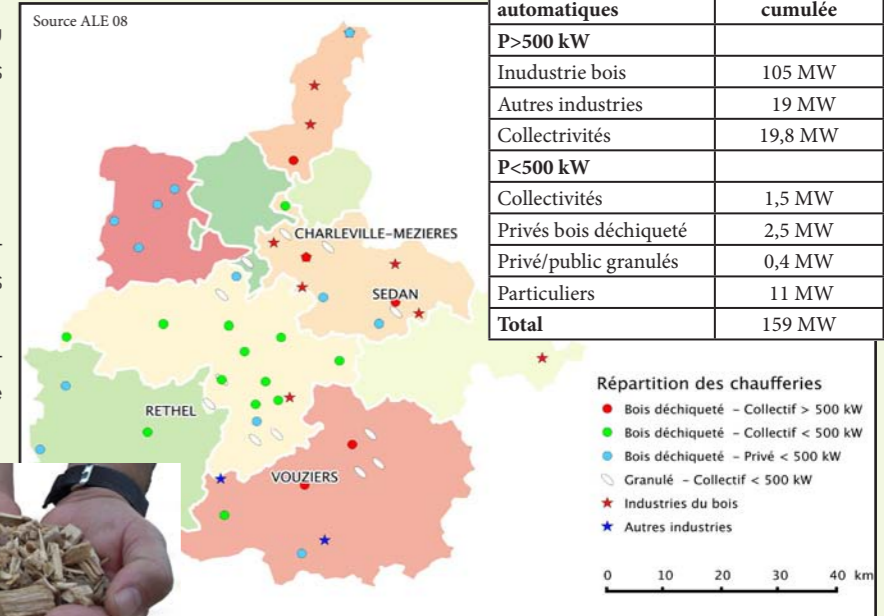 Source ALE 08
automatiques cumulée
P>500 kW
Inudustrie bois 105 MW
Autres industries 19 MW
Collectrivités 19,8 MW
P<500 kW
Collectivités 1,5 MW
Privés bois déchiqueté 2,5 MW
Privé/public granulés 0,4 MW
Particuliers 11 MW
Total 159 MW
CHARLEVILLE-MEZIERES
SEDAN
RETHEL
VOUZIERS
Répartition des chaufferies
Bois déchiqueté - Collectif > 500 kW
Bois déchiqueté - Collectif < 500 kW
Bois déchiqueté - Privé < 500 kW
Granulé - Collectif < 500 kW
Industries du bois
Autres industries
0 10 20 30 40 km